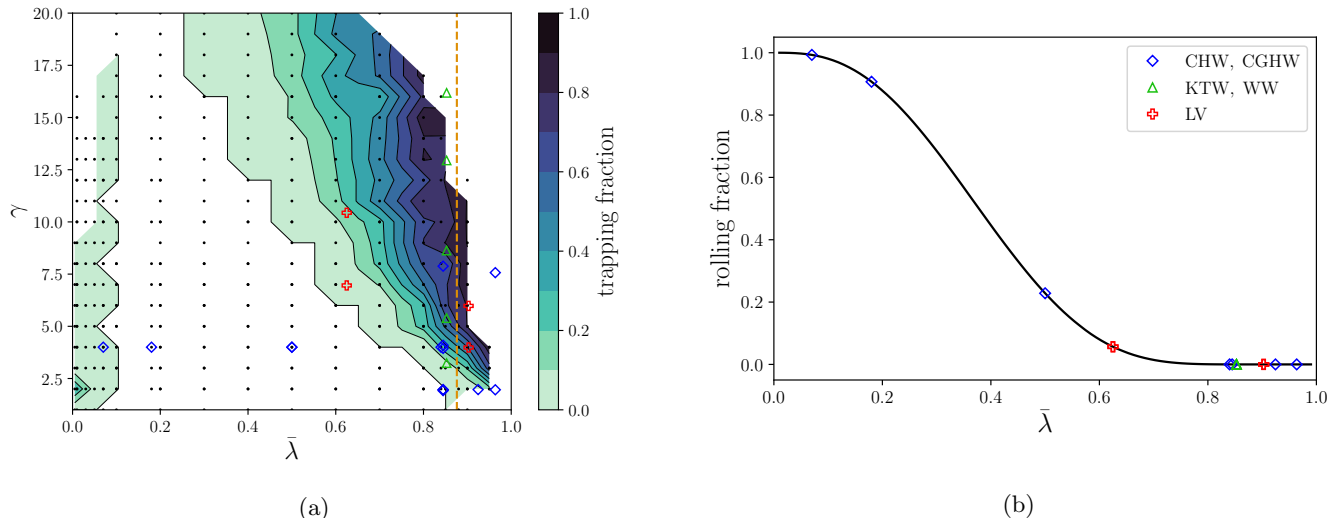 20.0
17.5
15.0
12.5
10.0
7.5
5.0
2.5
γ
0.0 0.2 0.4 0.6 0.8 1.0
λ̄
1.0
0.8
0.6
0.4
0.2
0.0
trapping fraction
(a)
1.0
0.8
0.6
0.4
0.2
0.0
rolling fraction
CHW, CGHW
KTW, WW
LV
0.0 0.2 0.4 0.6 0.8 1.0
λ̄
(b)